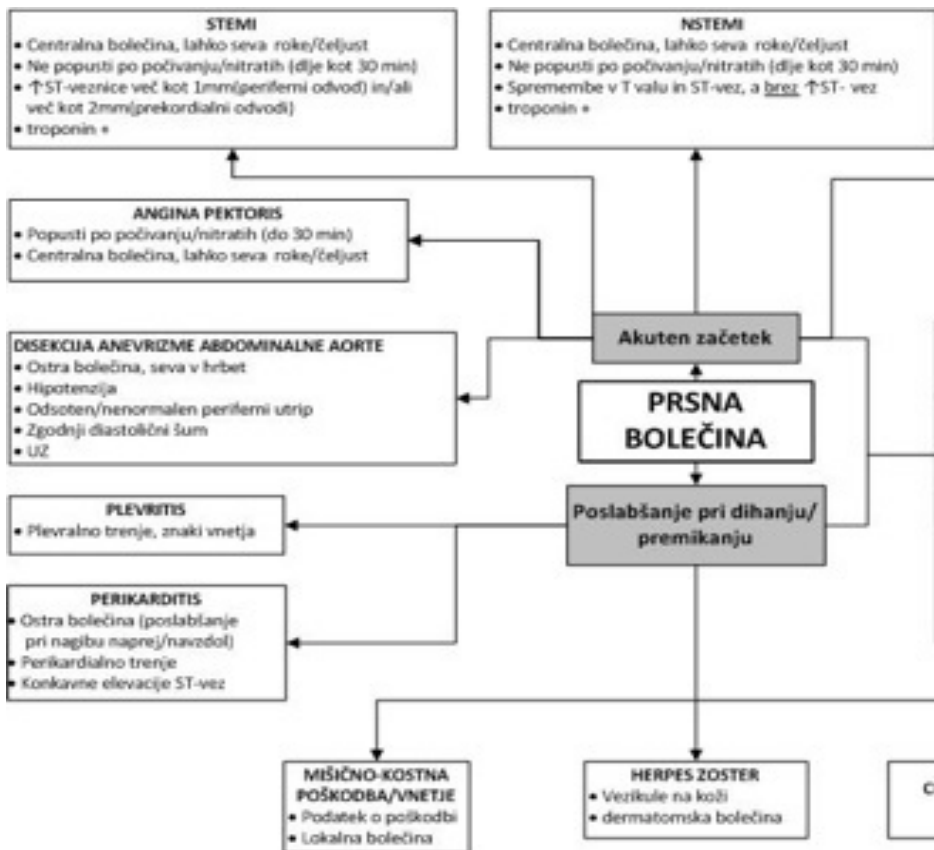 STEMI
• Centralna bolečina, lahko seva roke/čeljust
• Ne popusti po počivanju/nitratih (dlje kot 30 min)
• ↑ST-veznice več kot 1mm(periferni odvod) in/ali
več kot 2mm(prekordialni odvodi)
• troponin +
NSTEMI
• Centralna bolečina, lahko seva roke/čeljust
• Ne popusti po počivanju/nitratih (dlje kot 30 min)
• Spremembe v T valu in ST-vez, a brez ↑ST- vez
• troponin +
ANGINA PEKTORIS
• Popusti po počivanju/nitratih (do 30 min)
• Centralna bolečina, lahko seva roke/čeljust
DISEKCIJA ANEVRIZME ABDOMINALNE AORTE
• Ostra bolečina, seva v hrbet
• Hipotenzija
• Odsoten/nenormalen periferni utrip
• Zgodnji diastolični šum
• UZ
Akuten začetek
PRSNA
BOLEČINA
Poslabšanje pri dihanju/
premikanju
PLEVRITIS
• Plevralno trenje, znaki vnetja
PERIKARDITIS
• Ostra bolečina (poslabšanje
pri nagibu naprej/navzdol)
• Perikardialno trenje
• Konkavne elevacije ST-vez
MIŠIČNO-KOSTNA
POŠKODBA/VNETJE
• Podatek o poškodbi
• Lokalna bolečina
HERPES ZOSTER
• Vezikule na koži
• dermatomska bolečina
C